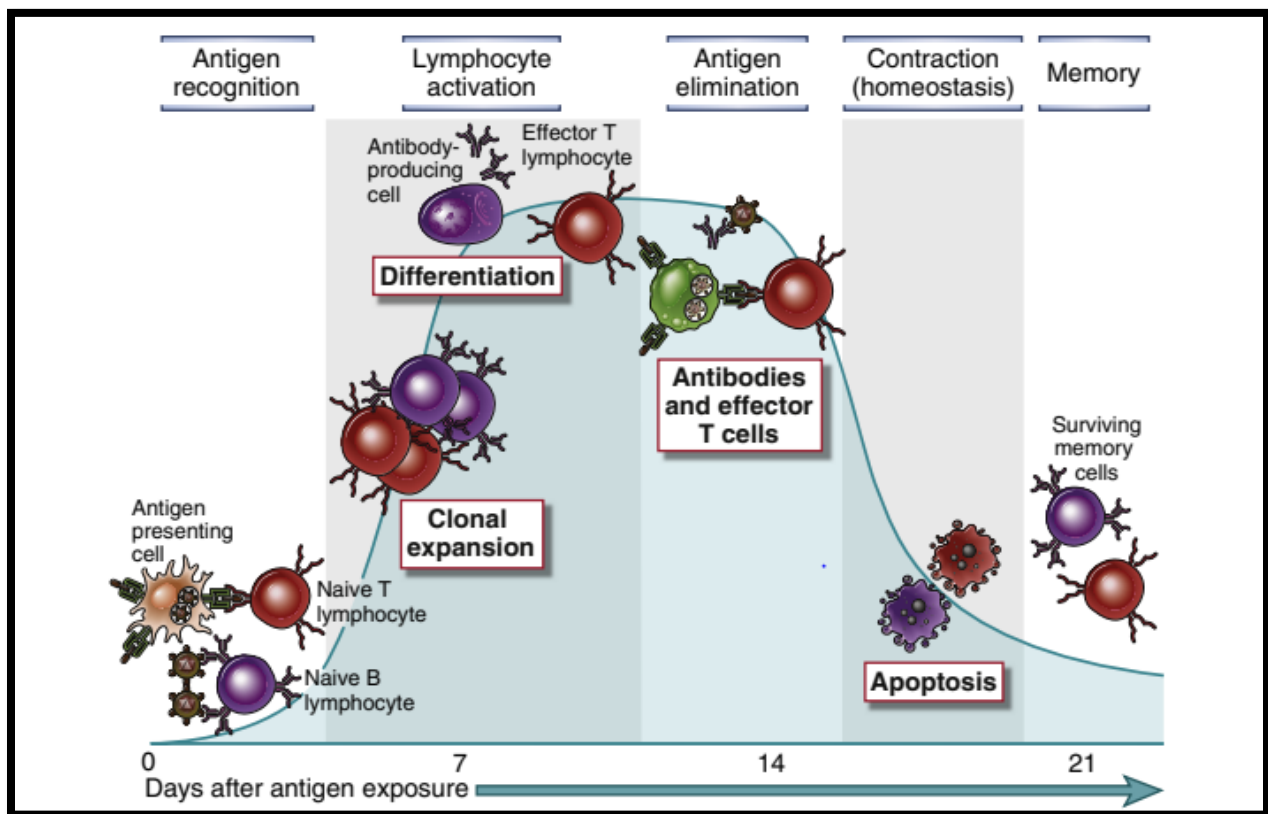 Antigen
recognition
Lymphocyte
activation
Antigen
elimination
Contraction
(homeostasis)
Memory
Antibody-
producing
cell
Effector T
lymphocyte
Differentiation
Antibodies
and effector
T cells
Surviving
memory
cells
Clonal
expansion
Antigen
presenting
cell
Naive T
lymphocyte
Naive B
lymphocyte
Apoptosis
0 7 14 21
Days after antigen exposure